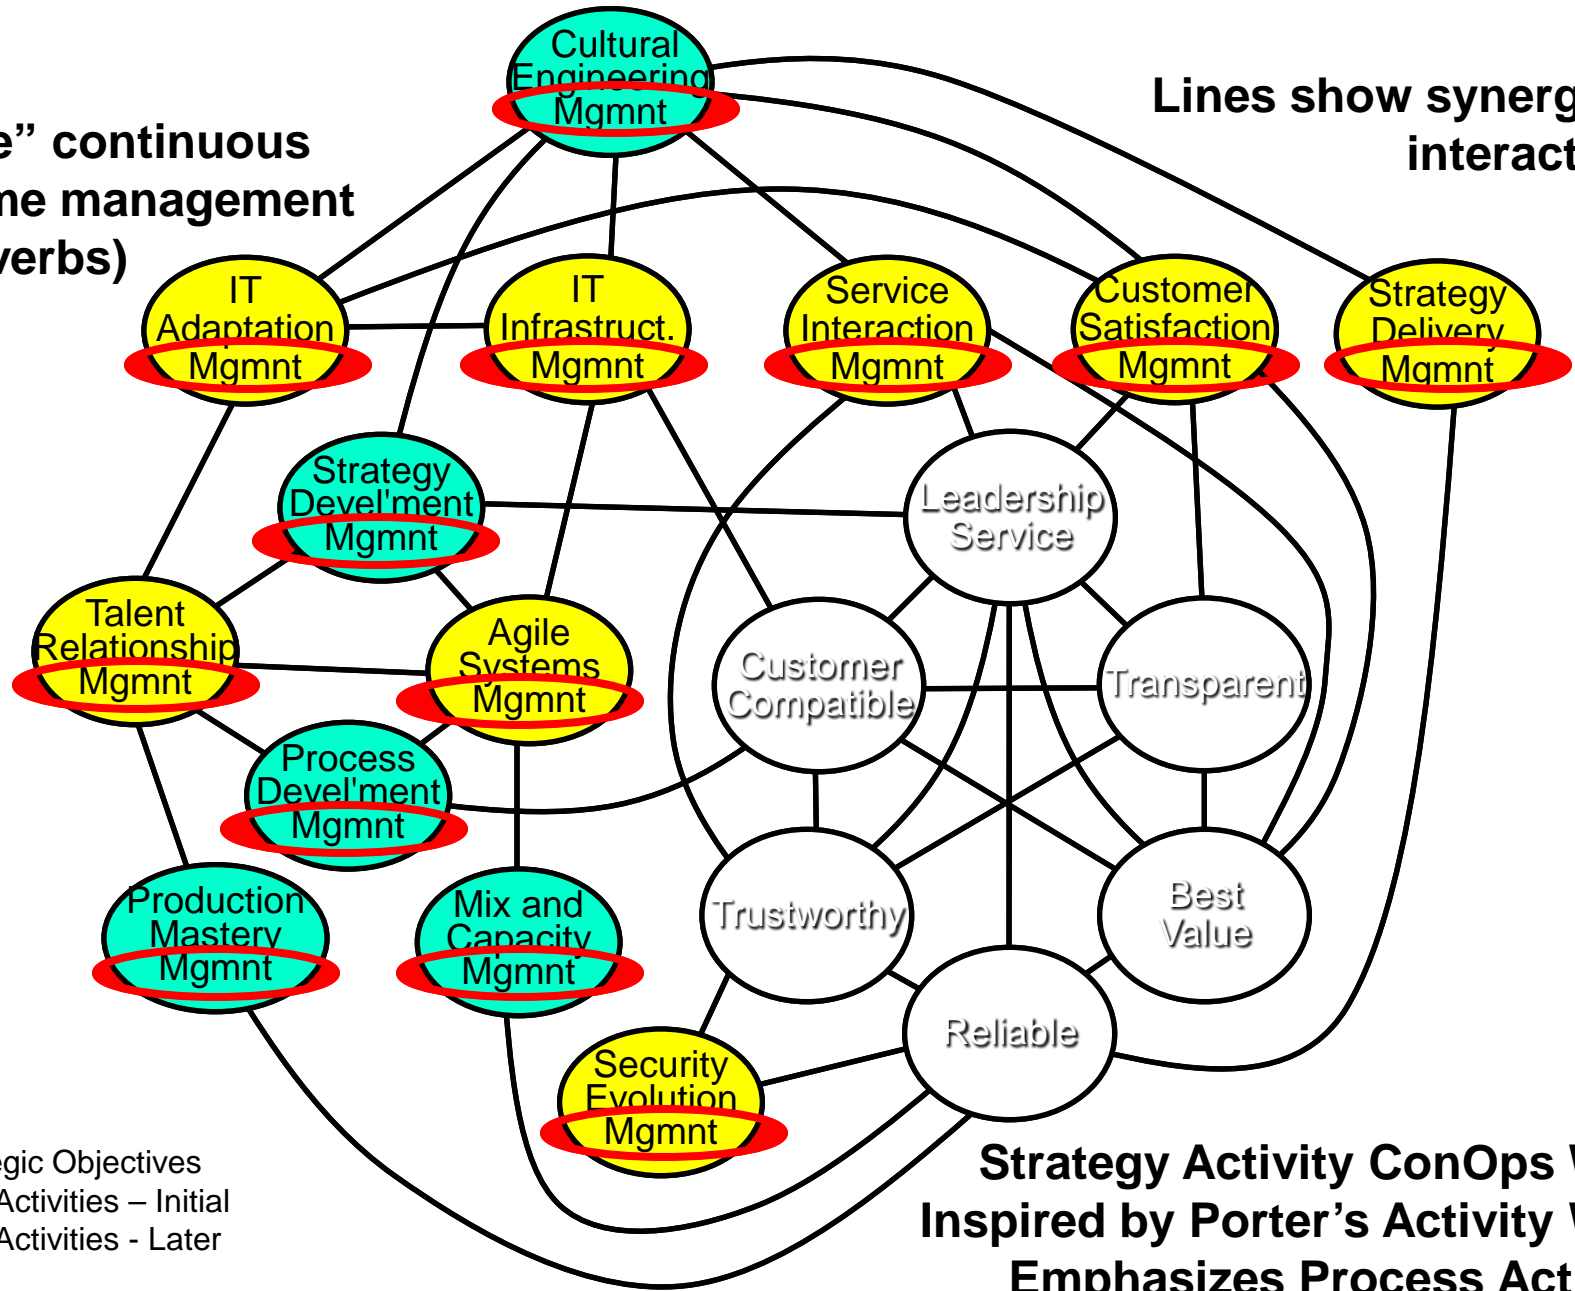 Cultural
Engineering
Mgmnt
Lines show synerg
interact
e” continuous
me management
verbs)
IT
Adaptation
Mgmnt
IT
Infrastruct.
Mgmnt
Service
Interaction
Mgmnt
Customer
Satisfaction
Mgmnt
Strategy
Delivery
Mgmnt
Strategy
Devel'ment
Mgmnt
Leadership
Service
Talent
Relationship
Mgmnt
Agile
Systems
Mgmnt
Customer
Compatible
Transparent
Process
Devel'ment
Mgmnt
Production
Mastery
Mgmnt
Mix and
Capacity
Mgmnt
Trustworthy
Best
Value
Reliable
Security
Evolution
Mgmnt
egic Objectives
Activities – Initial
Activities - Later
Strategy Activity ConOps W
Inspired by Porter’s Activity W
Emphasizes Process Act